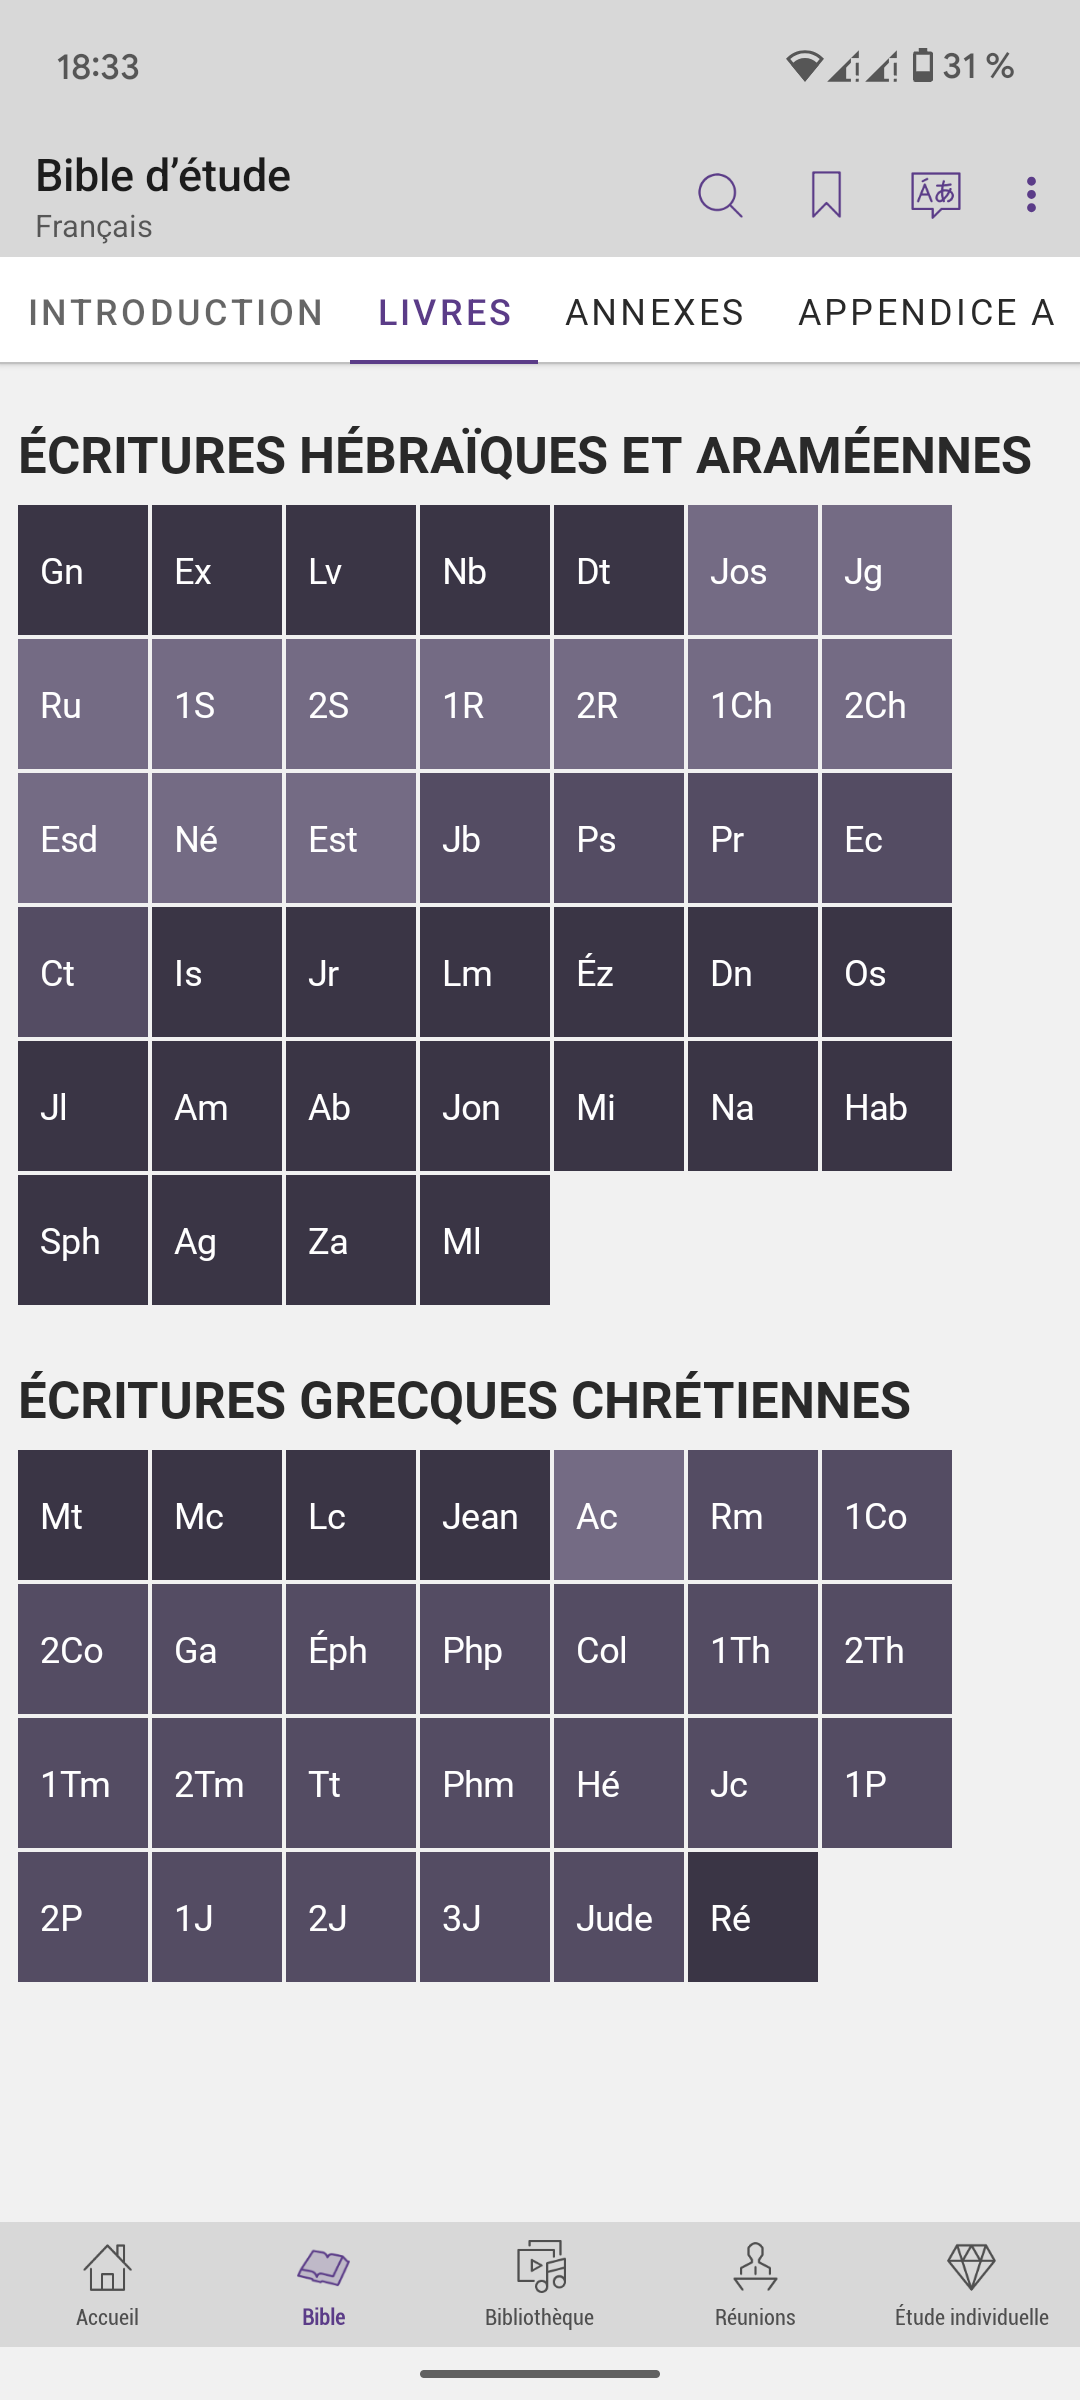 18:33
31 %
Bible d’étude
Français
Áあ
INTRODUCTION LIVRES ANNEXES APPENDICE A
ÉCRITURES HÉBRAÏQUES ET ARAMÉENNES
Gn Ex Lv Nb Dt Jos Jg
Ru 1S 2S 1R 2R 1Ch 2Ch
Esd Né Est Jb Ps Pr Ec
Ct Is Jr Lm Éz Dn Os
Jl Am Ab Jon Mi Na Hab
Sph Ag Za Ml
ÉCRITURES GRECQUES CHRÉTIENNES
Mt Mc Lc Jean Ac Rm 1Co
2Co Ga Éph Php Col 1Th 2Th
1Tm 2Tm Tt Phm Hé Jc 1P
2P 1J 2J 3J Jude Ré
Accueil Bible Bibliothèque Réunions Étude individuelle